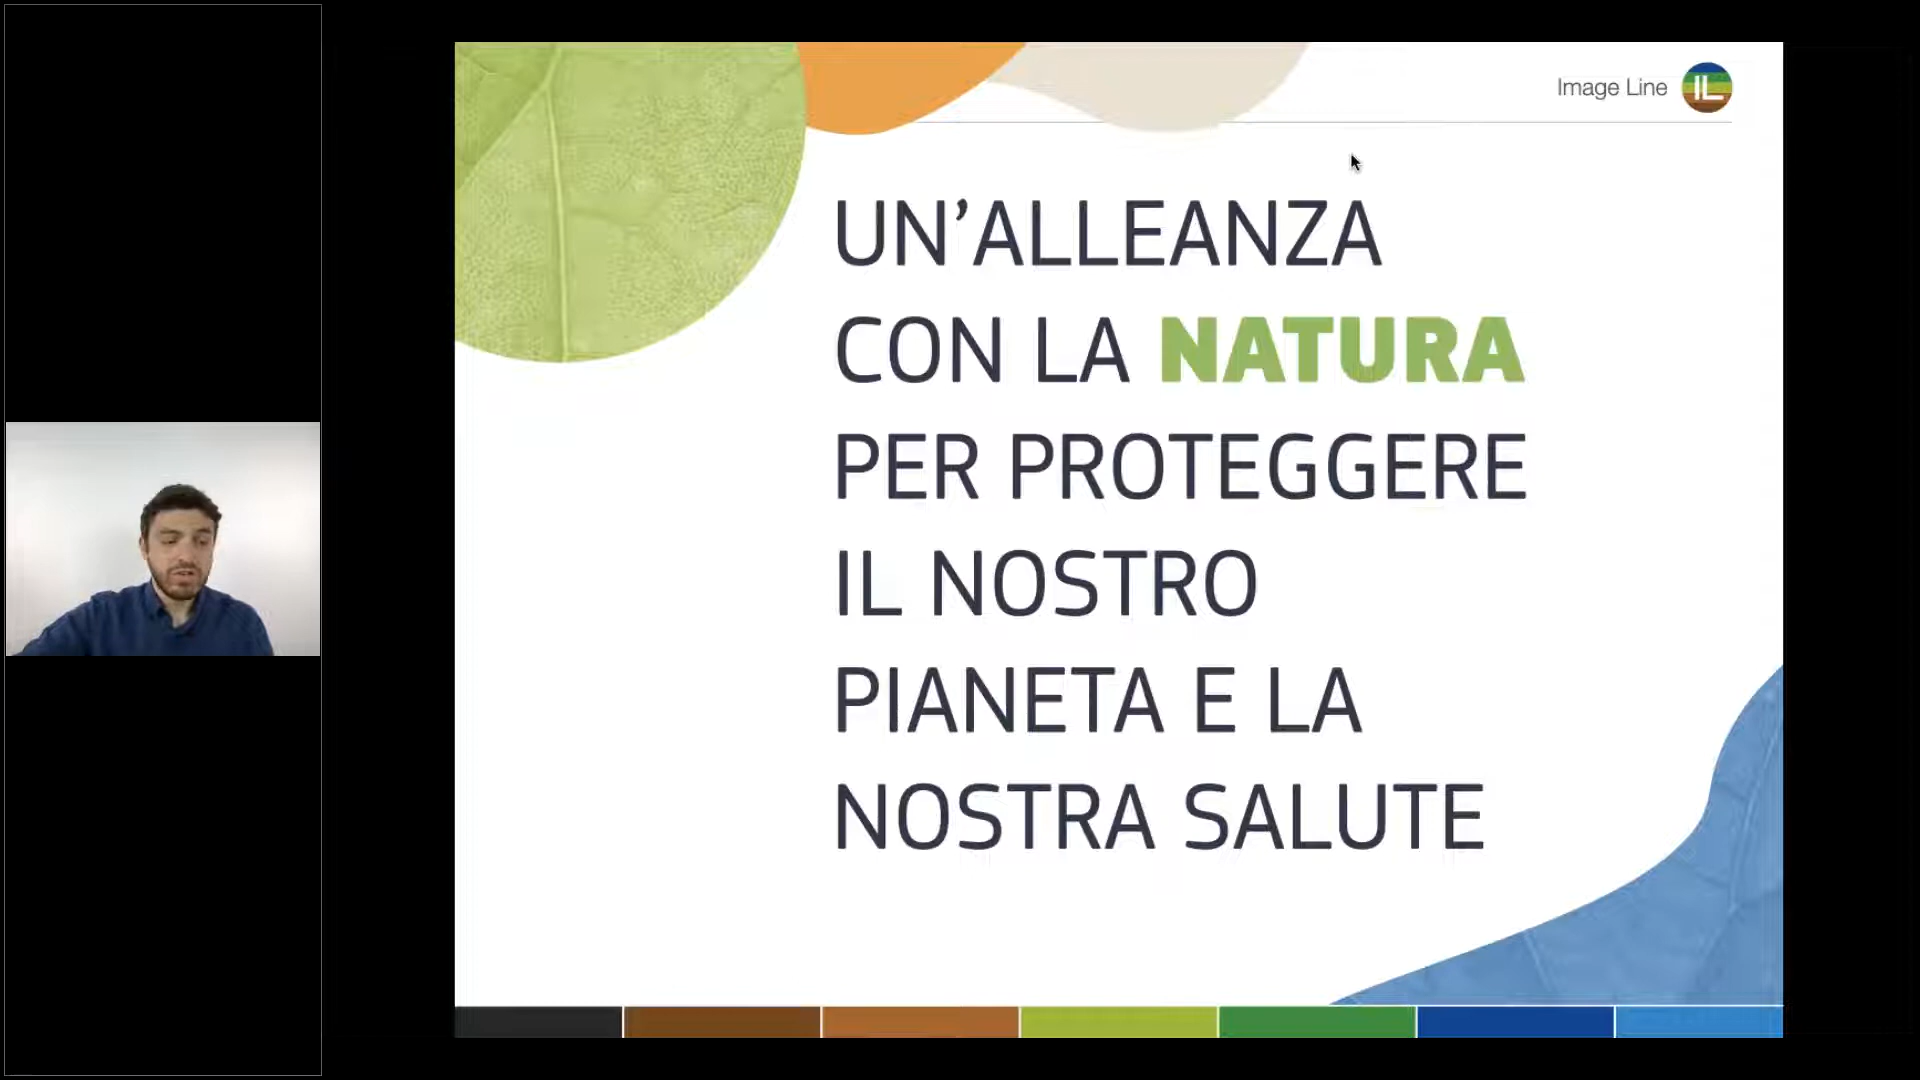 Image Line
IL
UN’ALLEANZA
CON LA NATURA
PER PROTEGGERE
IL NOSTRO
PIANETA E LA
NOSTRA SALUTE